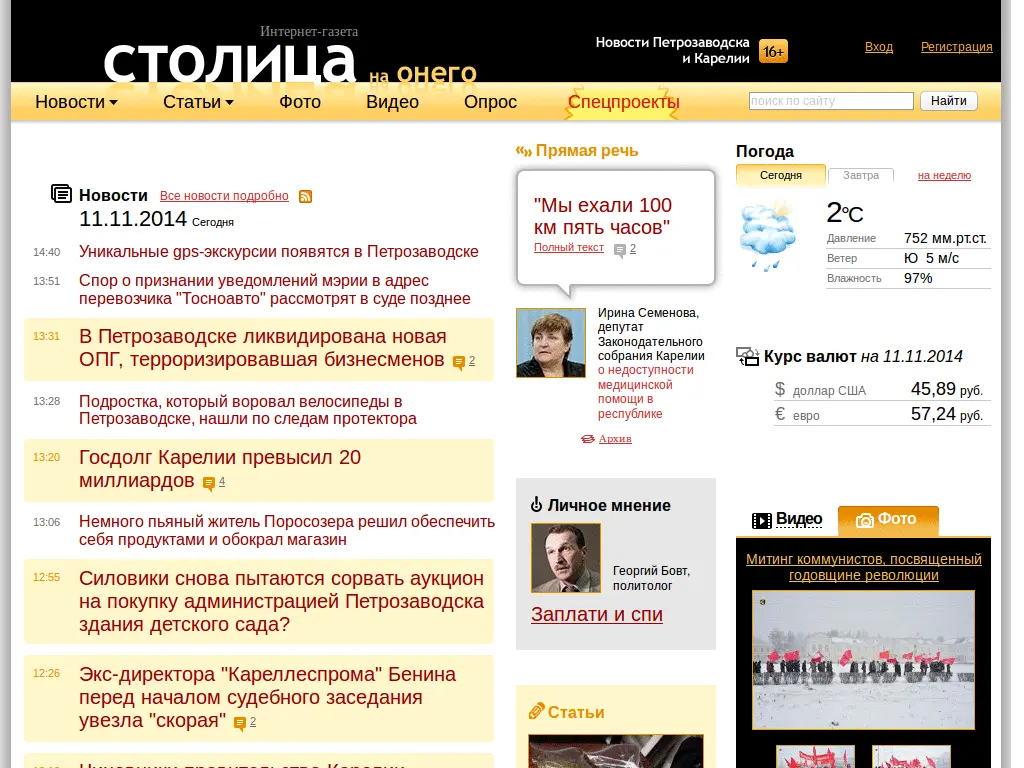 Интернет-газета
столица на онего
Новости Петрозаводска
и Карелии
16+
Вход
Регистрация
Новости
Статьи
Фото
Видео
Опрос
Спецпроекты
поиск по сайту
Найти
Новости Все новости подробно
11.11.2014 Сегодня
14:40 Уникальные gps-экскурсии появятся в Петрозаводске
13:51 Спор о признании уведомлений мэрии в адрес
перевозчика "Тосноавто" рассмотрят в суде позднее
13:31 В Петрозаводске ликвидирована новая
ОПГ, терроризировавшая бизнесменов 2
13:28 Подростка, который воровал велосипеды в
Петрозаводске, нашли по следам протектора
13:20 Госдолг Карелии превысил 20
миллиардов 4
13:06 Немного пьяный житель Поросозера решил обеспечить
себя продуктами и обокрал магазин
12:55 Силовики снова пытаются сорвать аукцион
на покупку администрацией Петрозаводска
здания детского сада?
12:26 Экс-директора "Кареллеспрома" Бенина
перед началом судебного заседания
увезла "скорая" 2
Прямая речь
"Мы ехали 100
км пять часов"
Полный текст 2
Ирина Семенова,
депутат
Законодательного
собрания Карелии
о недоступности
медицинской
помощи в
республике
Архив
Личное мнение
Георгий Бовт,
политолог
Заплати и спи
Статьи
Погода
Сегодня
Завтра
на неделю
2°C
Давление 752 мм.рт.ст.
Ветер Ю 5 м/с
Влажность 97%
Курс валют на 11.11.2014
$ доллар США 45,89 руб.
€ евро 57,24 руб.
Видео
Фото
Митинг коммунистов, посвященный
годовщине революции